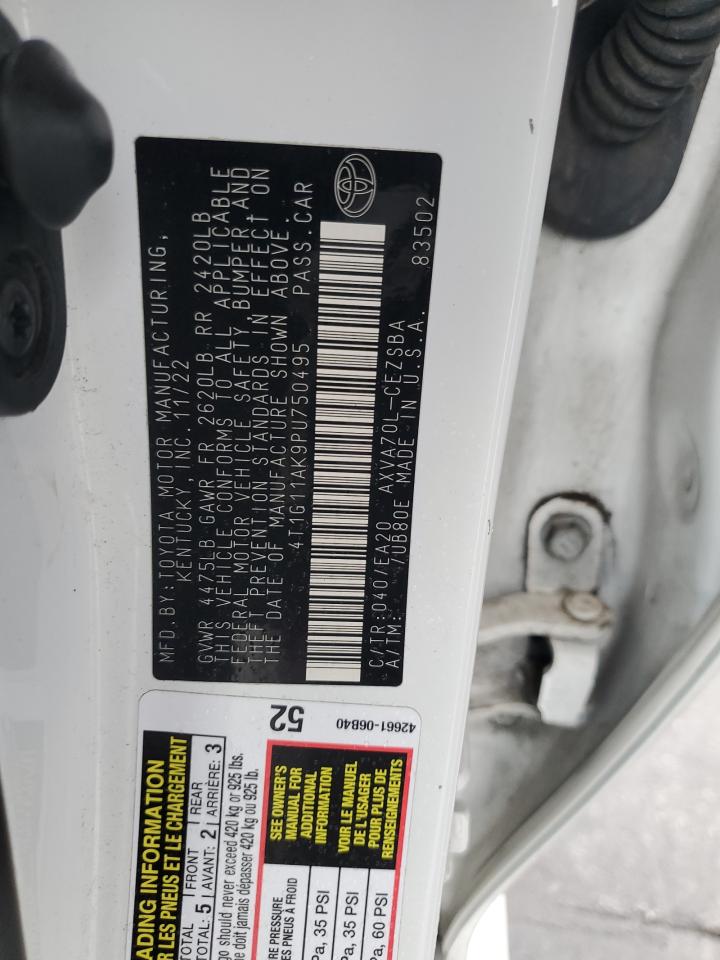 MFD.BY:TOYOTA MOTOR MANUFACTURING,
KENTUCKY, INC. 11/22
GVWR 4475LB GAWR FR 2620LB RR 2420LB
THIS VEHICLE CONFORMS TO ALL APPLICABLE
FEDERAL MOTOR VEHICLE SAFETY, BUMPER, AND
THEFT PREVENTION STANDARDS IN EFFECT ON
THE DATE OF MANUFACTURE SHOWN ABOVE.
4T1G11AK9PU750495 PASS.CAR
C/TR:040/EA20 AXVA70L-CEZSBA
A/TM: /UB80E MADE IN U.S.A. 83502
ADING INFORMATION
R LES PNEUS ET LE CHARGEMENT
TOTAL FRONT REAR
TOTAL: 5 AVANT: 2 ARRIÈRE: 3
go should never exceed 420 kg or 925 lbs.
ne doit jamais dépasser 420 kg ou 925 lb.
RE PRESSURE
ES PNEUS À FROID
Pa, 35 PSI
Pa, 35 PSI
Pa, 60 PSI
SEE OWNER'S
MANUAL FOR
ADDITIONAL
INFORMATION
VOIR LE MANUEL
DE L'USAGER
POUR PLUS DE
RENSEIGNEMENTS
52
42661-06B40